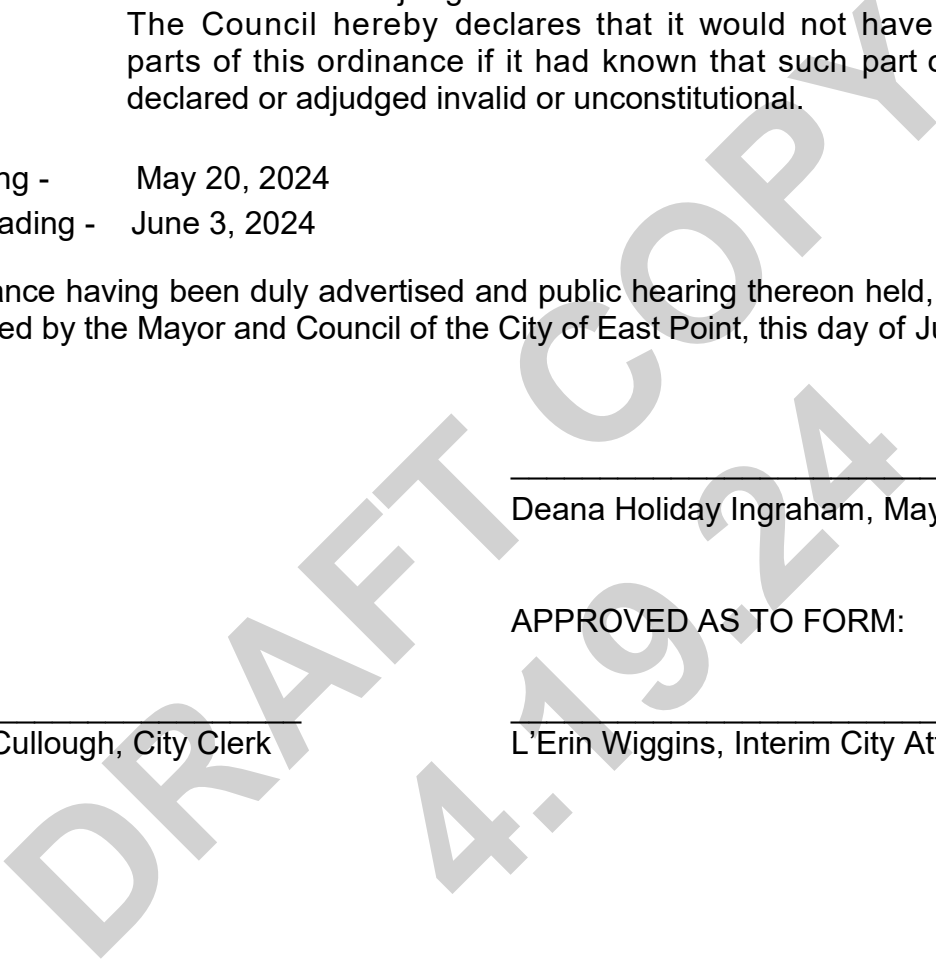 The Council hereby declares that it would not have
parts of this ordinance if it had known that such part
declared or adjudged invalid or unconstitutional.
ng - May 20, 2024
ading - June 3, 2024
ance having been duly advertised and public hearing thereon held,
ed by the Mayor and Council of the City of East Point, this day of Ju
Deana Holiday Ingraham, May
APPROVED AS TO FORM:
Cullough, City Clerk L’Erin Wiggins, Interim City Att
DRAFT COPY
4.19.24